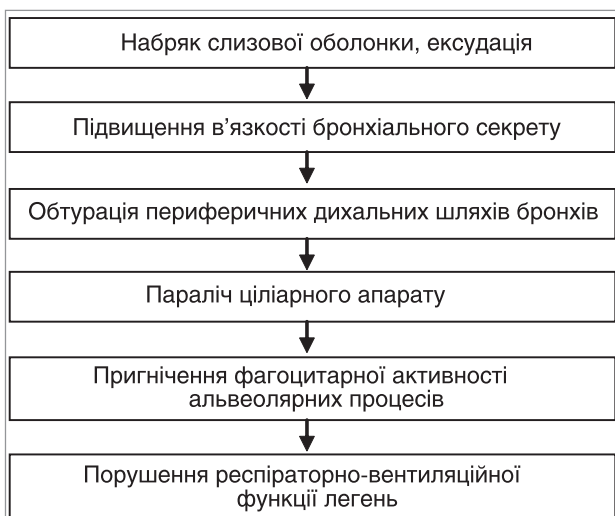 Набряк слизової оболонки, ексудація
Підвищення в’язкості бронхіального секрету
Обтурація периферичних дихальних шляхів бронхів
Параліч ціліарного апарату
Пригнічення фагоцитарної активності
альвеолярних процесів
Порушення респіраторно-вентиляційної
функції легень